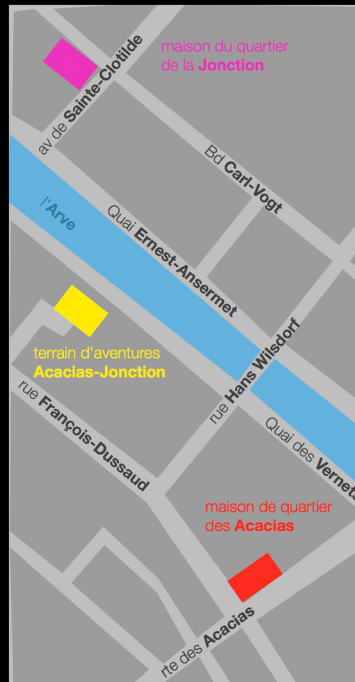 maison du quartier
de la Jonction
av de Sainte-Clotilde
Bd Carl-Vogt
l'Arve
Quai Ernest-Ansermet
terrain d'aventures
Acacias-Jonction
rue Hans Wilsdorf
rue François-Dussaud
Quai des Vernets
maison de quartier
des Acacias
rte des Acacias